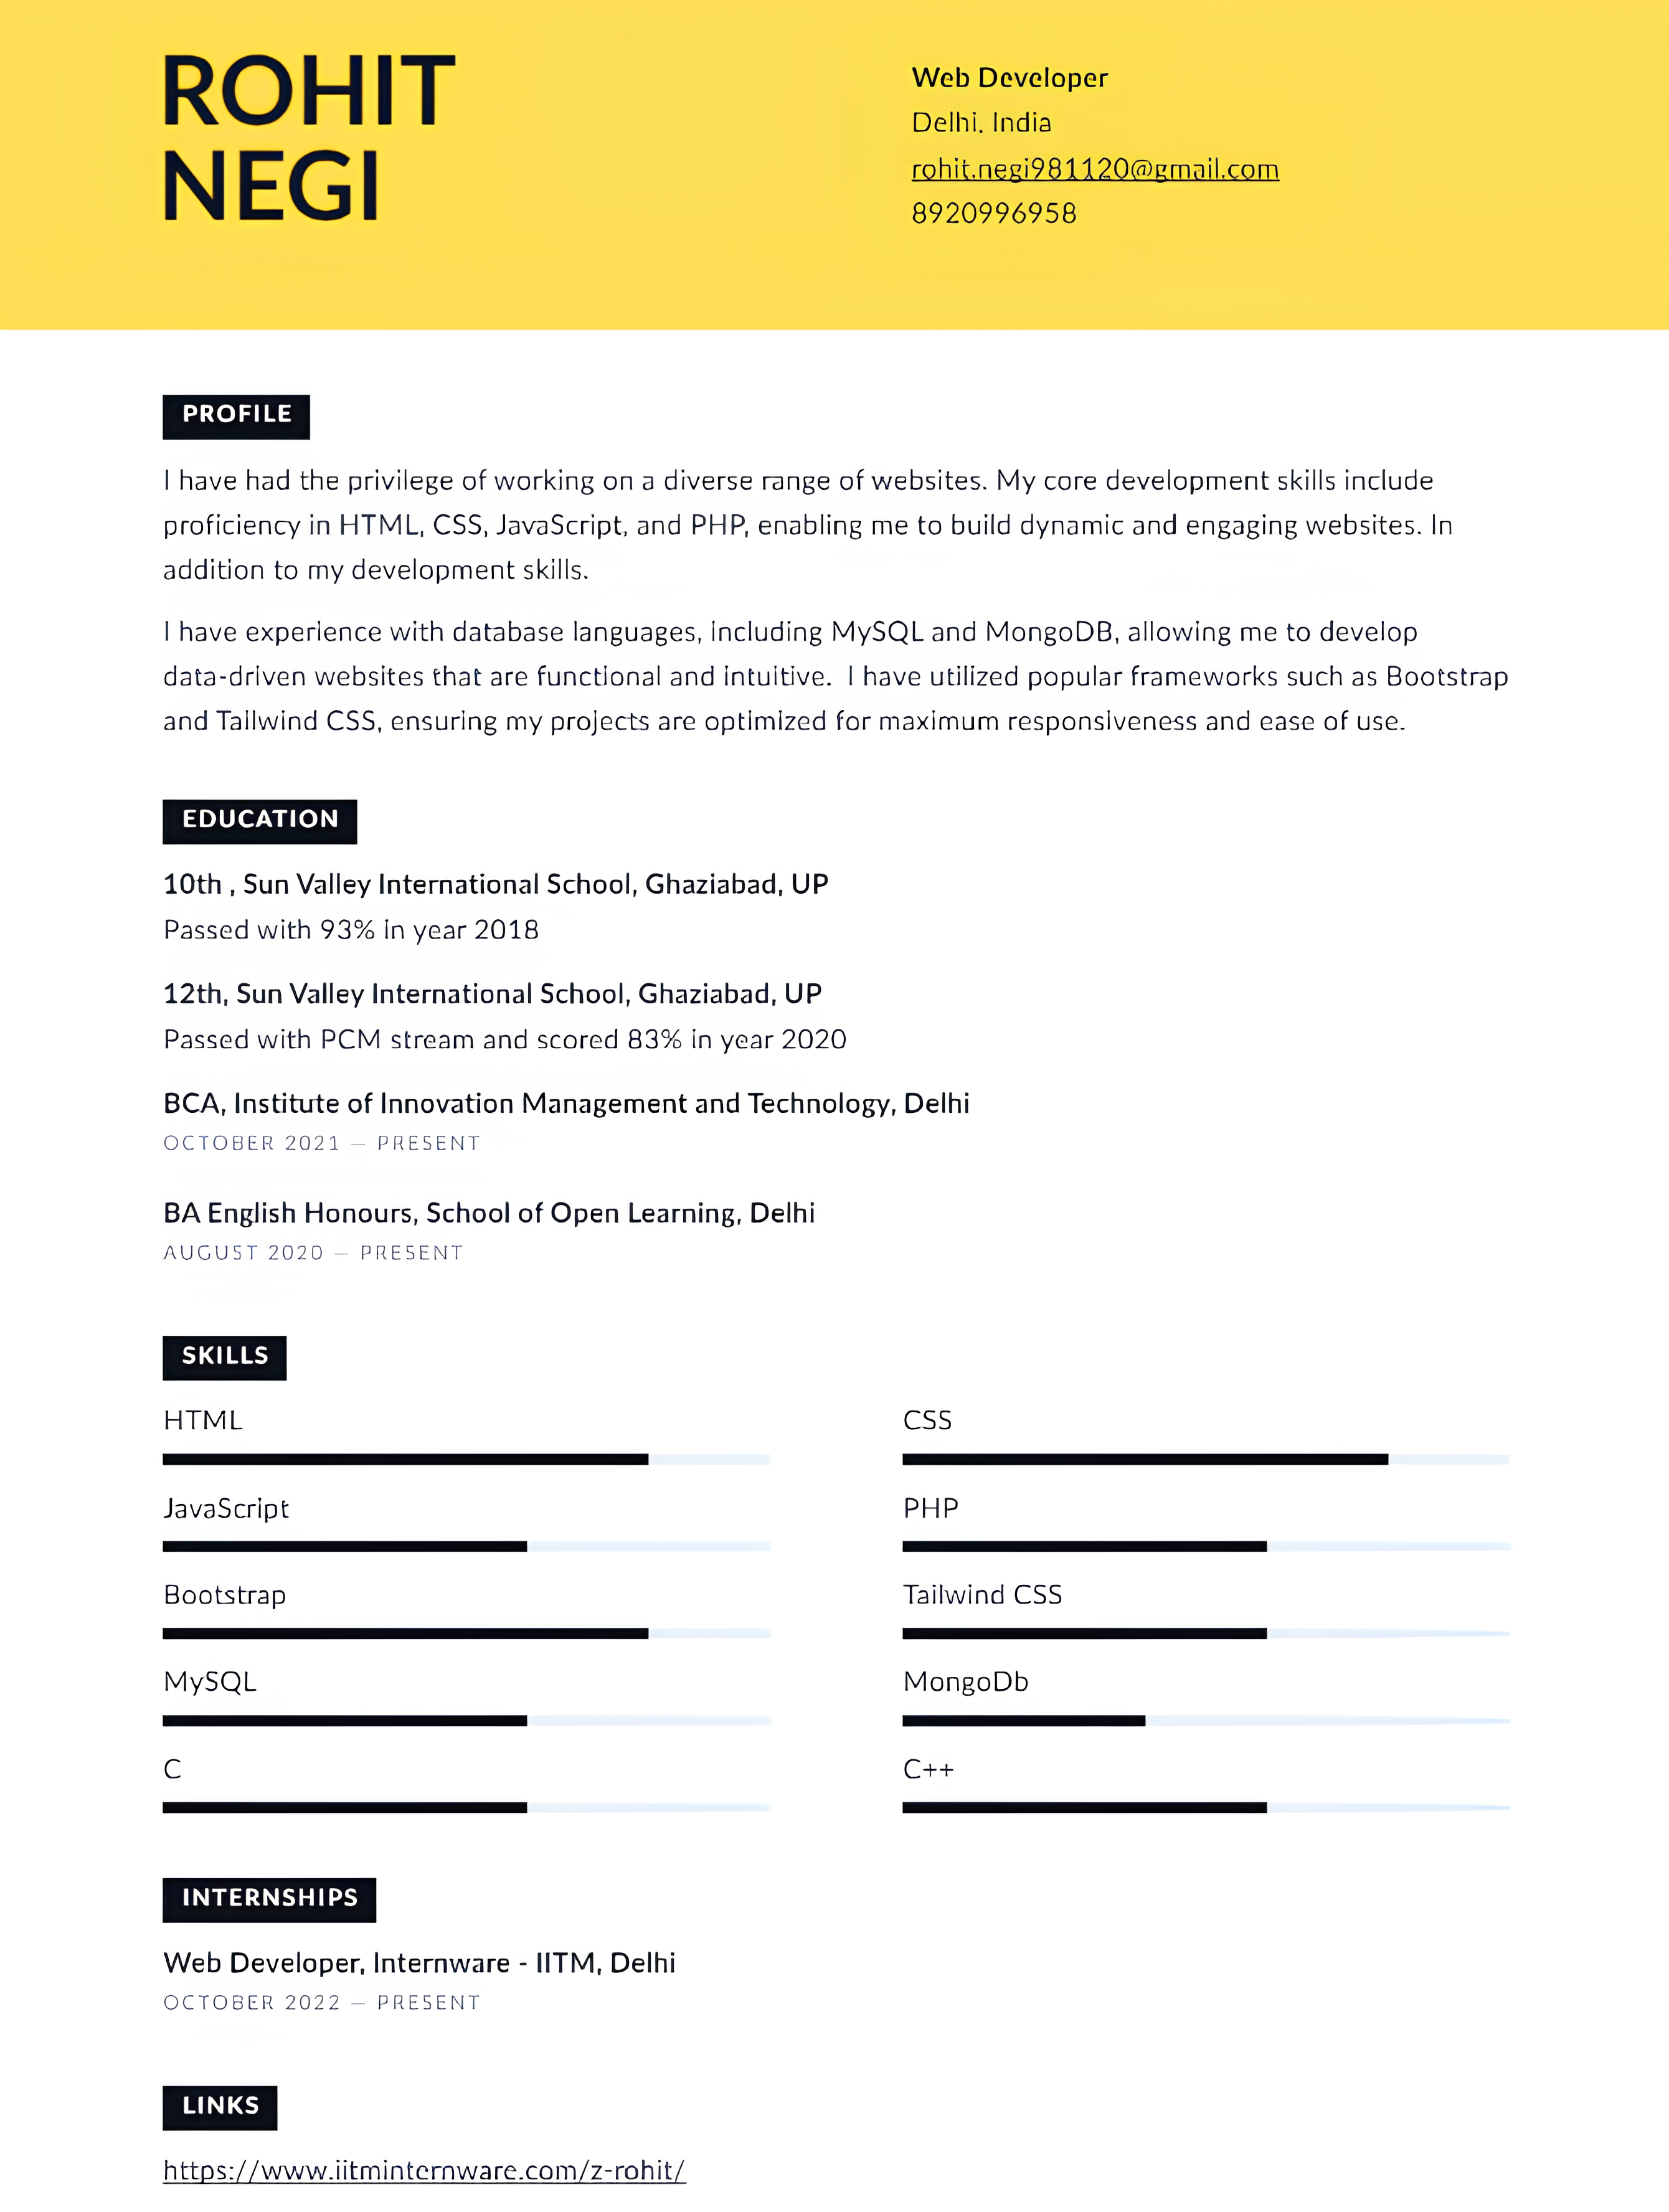 ROHIT
NEGI
Web Developer
Delhi, India
rohit.negi981120@gmail.com
8920996958
PROFILE
I have had the privilege of working on a diverse range of websites. My core development skills include
proficiency in HTML, CSS, JavaScript, and PHP, enabling me to build dynamic and engaging websites. In
addition to my development skills.
I have experience with database languages, including MySQL and MongoDB, allowing me to develop
data-driven websites that are functional and intuitive.  I have utilized popular frameworks such as Bootstrap
and Tailwind CSS, ensuring my projects are optimized for maximum responsiveness and ease of use.
EDUCATION
10th , Sun Valley International School, Ghaziabad, UP
Passed with 93% in year 2018
12th, Sun Valley International School, Ghaziabad, UP
Passed with PCM stream and scored 83% in year 2020
BCA, Institute of Innovation Management and Technology, Delhi
OCTOBER 2021 — PRESENT
BA English Honours, School of Open Learning, Delhi
AUGUST 2020 — PRESENT
SKILLS
HTML
CSS
JavaScript
PHP
Bootstrap
Tailwind CSS
MySQL
MongoDb
C
C++
INTERNSHIPS
Web Developer, Internware - IITM, Delhi
OCTOBER 2022 — PRESENT
LINKS
https://www.iitminternware.com/z-rohit/